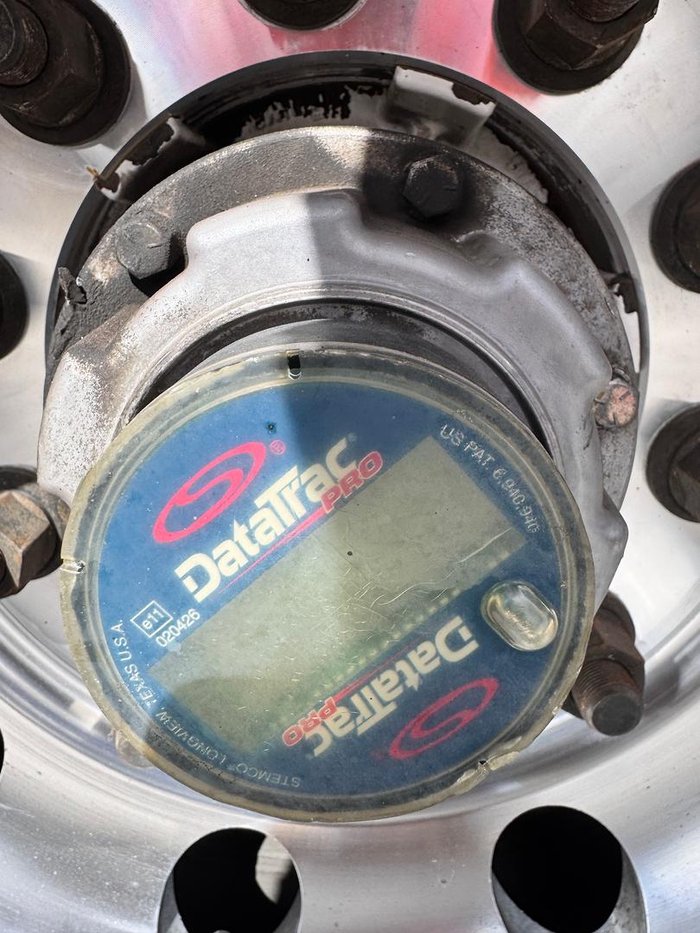 DataTrac®
PRO
US PAT. 6,940,940
e11
020426
STEMCO® LONGVIEW, TEXAS U.S.A.
DataTrac
PRO